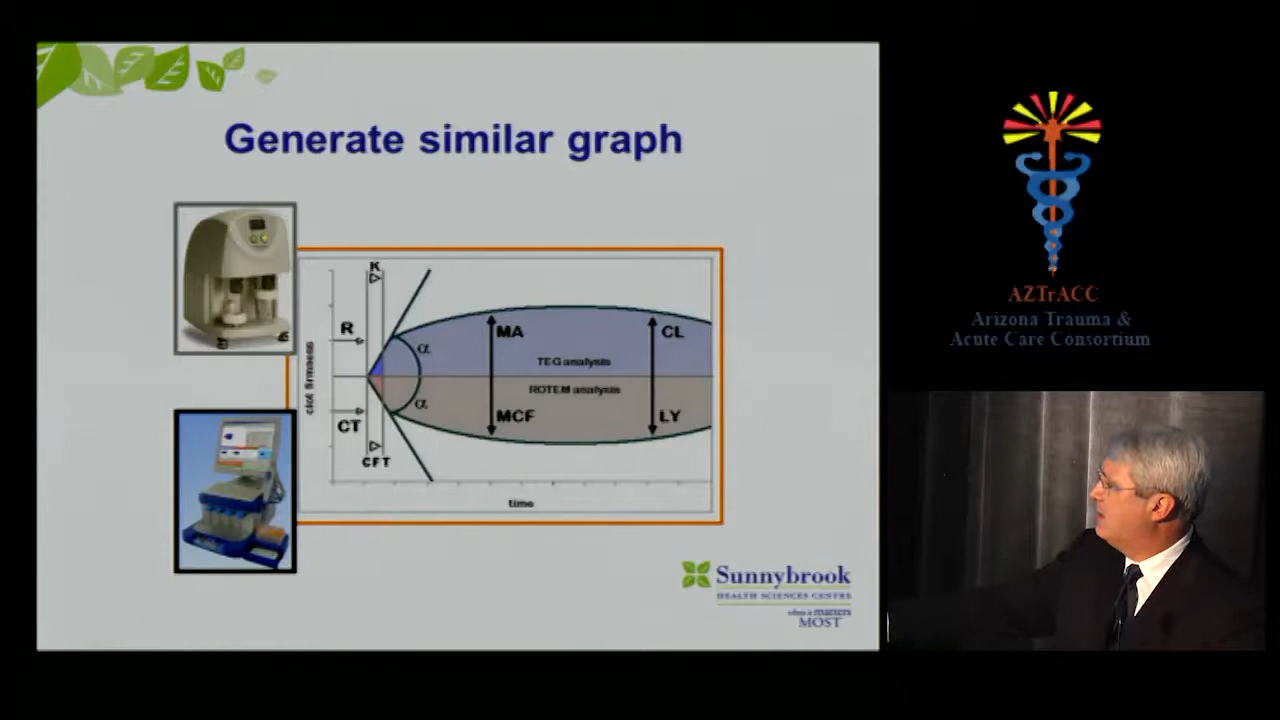 Generate similar graph
K
R
α
MA
CL
TEG analysis
clot firmness
ROTEM analysis
α
MCF
LY
CT
CFT
time
Sunnybrook
HEALTH SCIENCES CENTRE
when it matters
MOST
AZTrACC
Arizona Trauma &
Acute Care Consortium